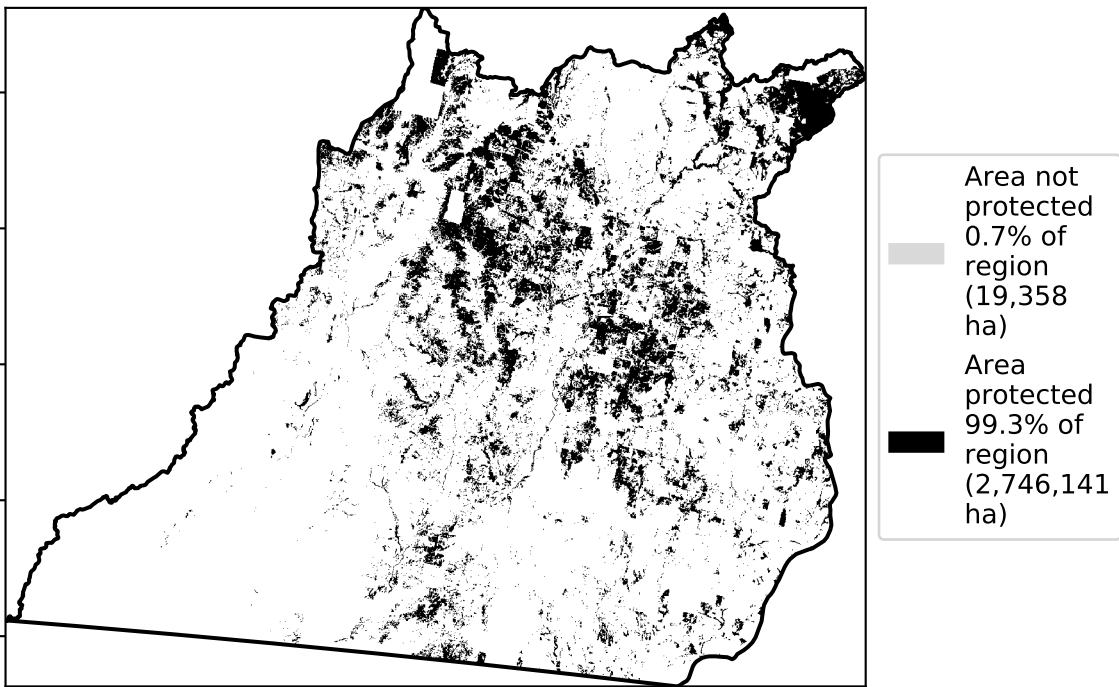 Area not
protected
0.7% of
region
(19,358
ha)
Area
protected
99.3% of
region
(2,746,141
ha)